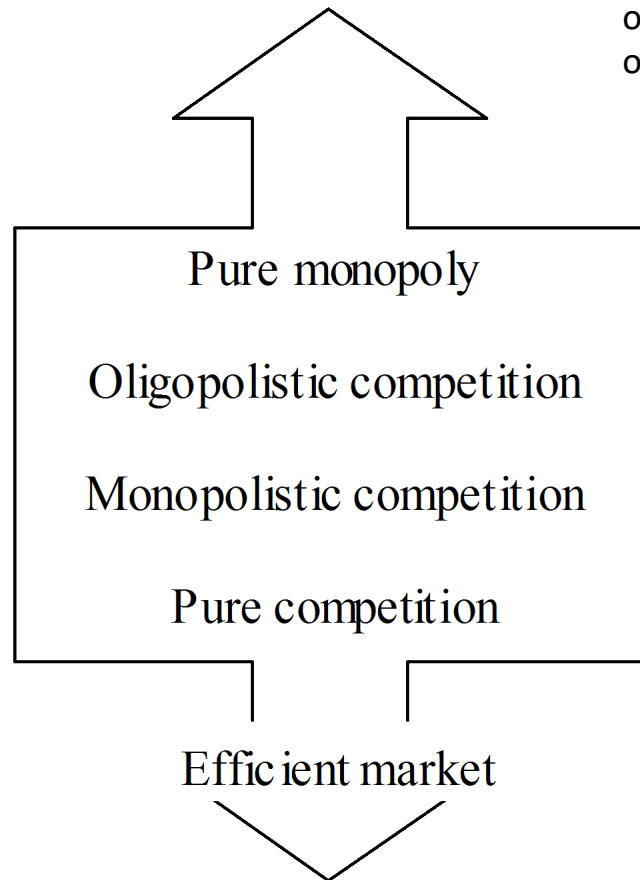 o
o
Pure monopoly
Oligopolistic competition
Monopolistic competition
Pure competition
Efficient market